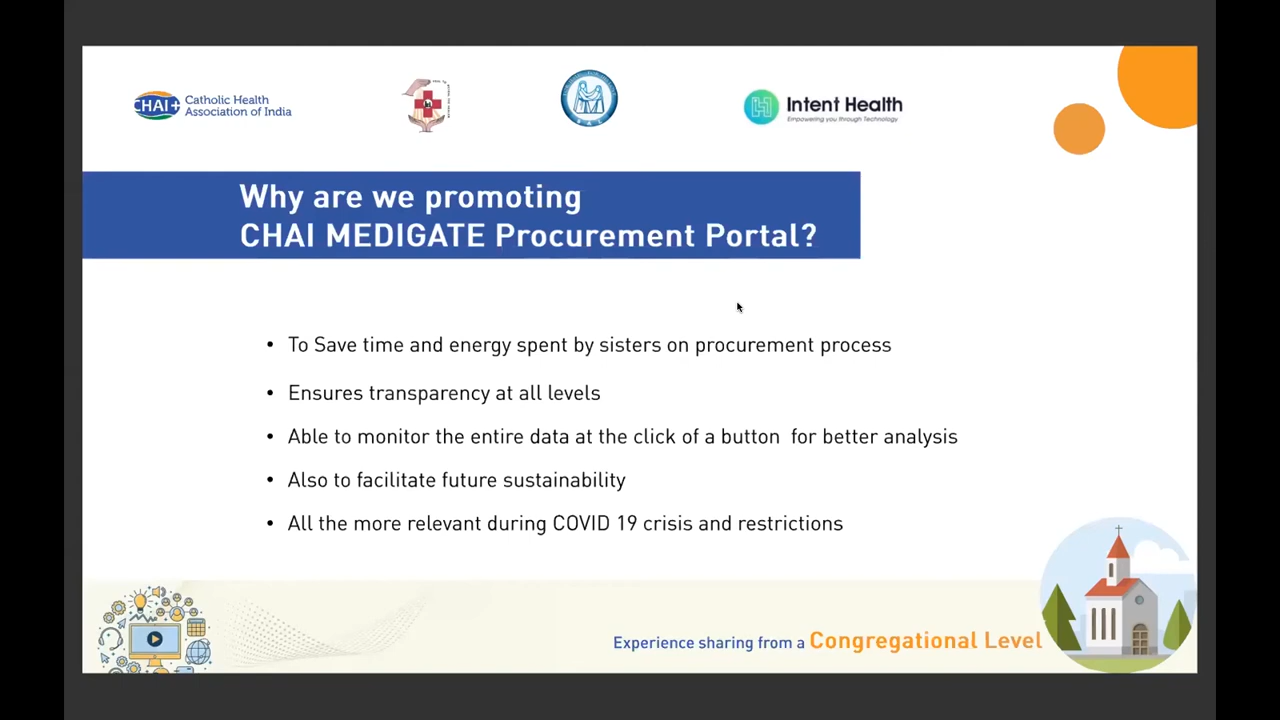 CHAI+ Catholic Health
Association of India
Intent Health
Empowering you through Technology
Why are we promoting
CHAI MEDIGATE Procurement Portal?
• To Save time and energy spent by sisters on procurement process
• Ensures transparency at all levels
• Able to monitor the entire data at the click of a button for better analysis
• Also to facilitate future sustainability
• All the more relevant during COVID 19 crisis and restrictions
Experience sharing from a Congregational Level